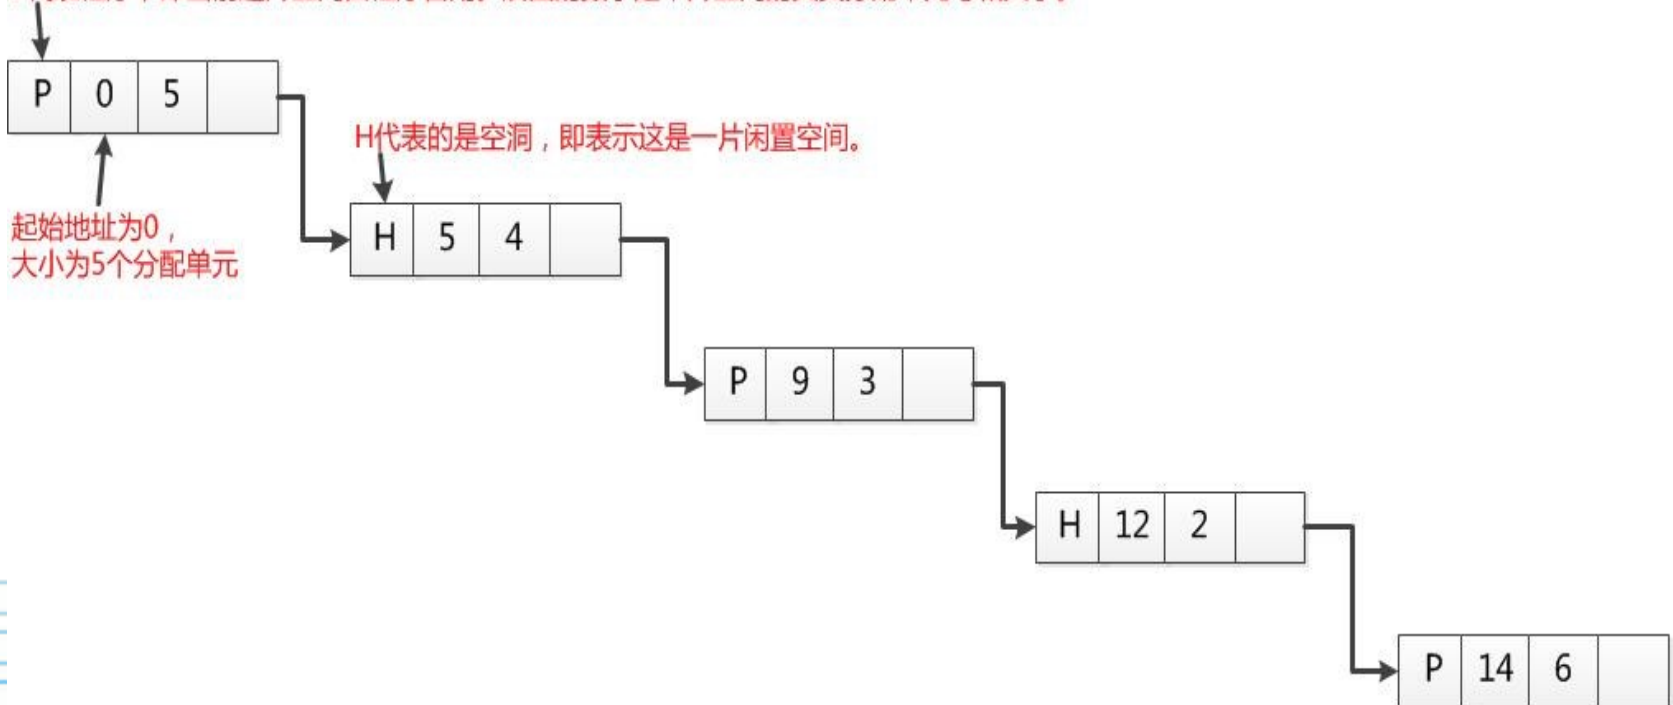 P 0 5
H代表的是空洞，即表示这是一片闲置空间。
起始地址为0，
大小为5个分配单元
H 5 4
P 9 3
H 12 2
P 14 6